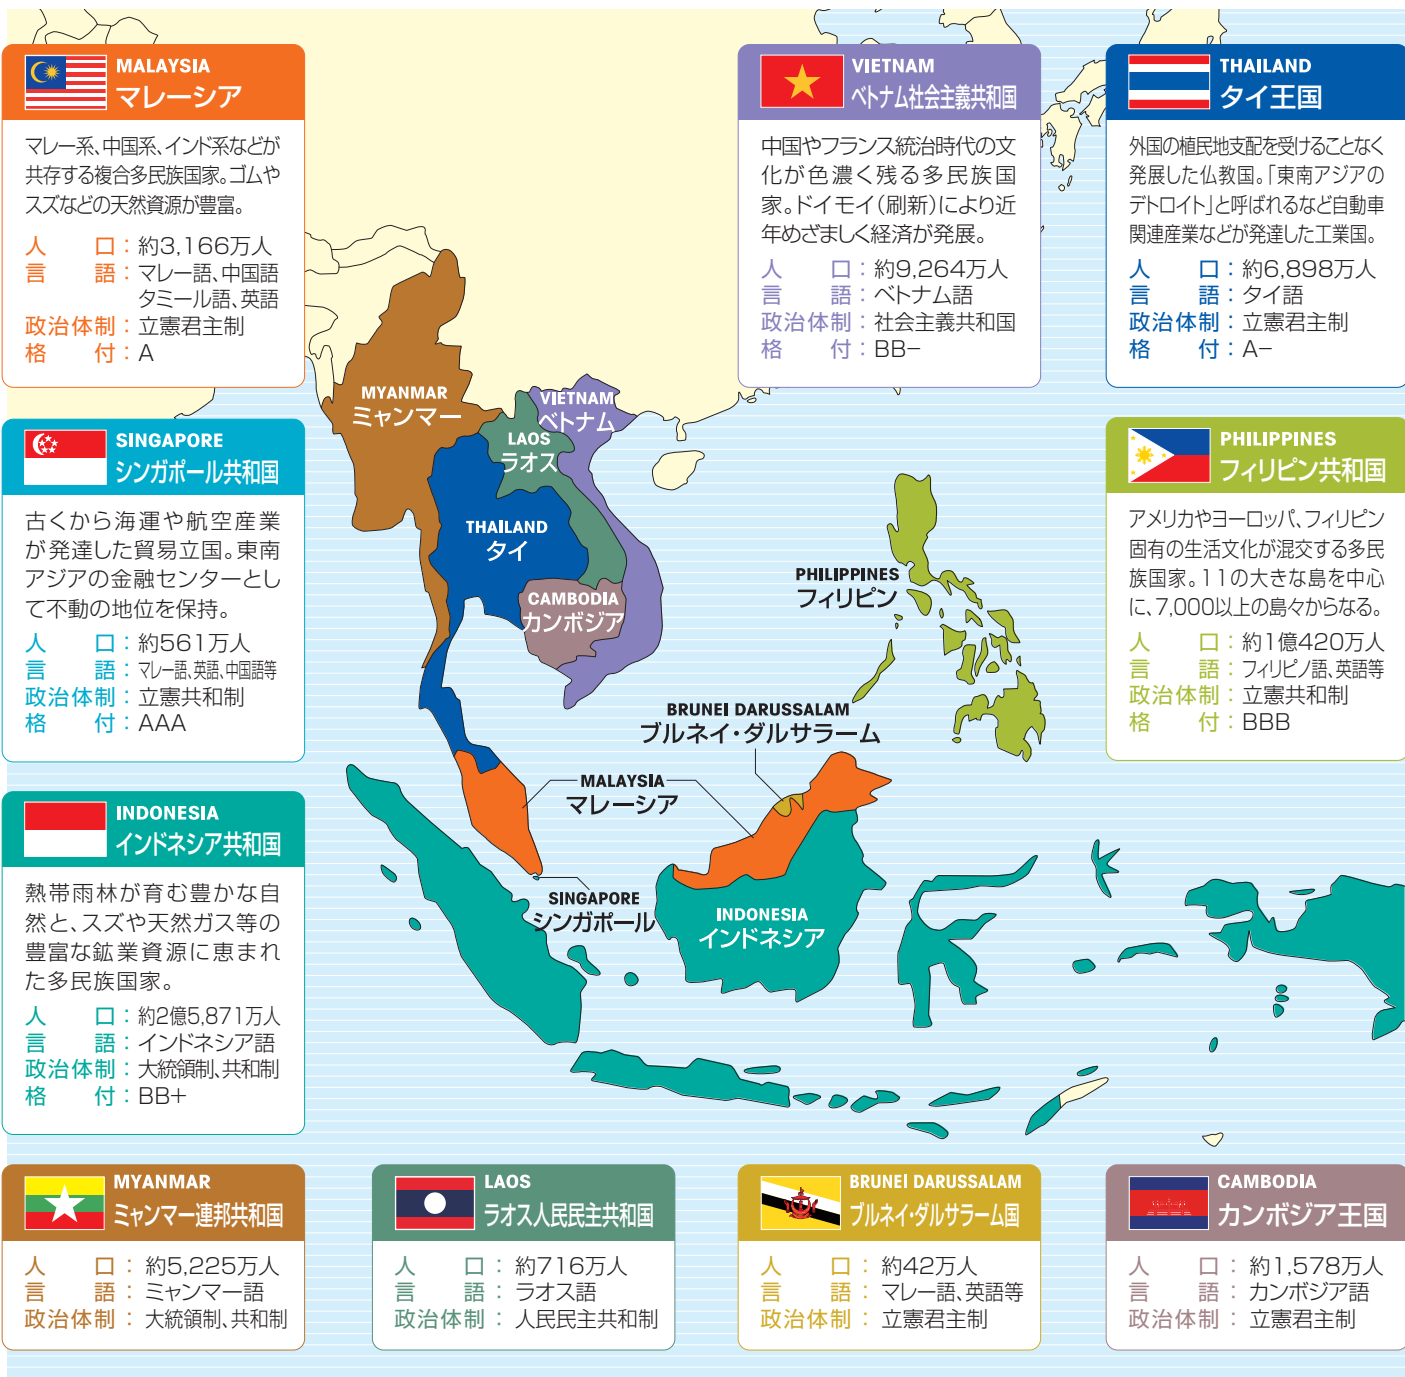 MALAYSIA
マレーシア
マレー系、中国系、インド系などが
共存する複合多民族国家。ゴムや
スズなどの天然資源が豊富。
人口：約3,166万人
言語：マレー語、中国語
タミール語、英語
政治体制：立憲君主制
格付：A
VIETNAM
ベトナム社会主義共和国
中国やフランス統治時代の文
化が色濃く残る多民族国
家。ドイモイ（刷新）により近
年めざましく経済が発展。
人口：約9,264万人
言語：ベトナム語
政治体制：社会主義共和国
格付：BB−
THAILAND
タイ王国
外国の植民地支配を受けることなく
発展した仏教国。「東南アジアの
デトロイト」と呼ばれるなど自動車
関連産業などが発達した工業国。
人口：約6,898万人
言語：タイ語
政治体制：立憲君主制
格付：A−
SINGAPORE
シンガポール共和国
古くから海運や航空産業
が発達した貿易立国。東南
アジアの金融センターとし
て不動の地位を保持。
人口：約561万人
言語：マレー語、英語、中国語等
政治体制：立憲共和制
格付：AAA
PHILIPPINES
フィリピン共和国
アメリカやヨーロッパ、フィリピン
固有の生活文化が混交する多民
族国家。11の大きな島を中心
に、7,000以上の島々からなる。
人口：約1億420万人
言語：フィリピノ語、英語等
政治体制：立憲共和制
格付：BBB
INDONESIA
インドネシア共和国
熱帯雨林が育む豊かな自
然と、スズや天然ガス等の
豊富な鉱業資源に恵まれ
た多民族国家。
人口：約2億5,871万人
言語：インドネシア語
政治体制：大統領制、共和制
格付：BB+
MYANMAR
ミャンマー
VIETNAM
ベトナム
LAOS
ラオス
THAILAND
タイ
CAMBODIA
カンボジア
PHILIPPINES
フィリピン
BRUNEI DARUSSALAM
ブルネイ・ダルサラーム
MALAYSIA
マレーシア
SINGAPORE
シンガポール
INDONESIA
インドネシア
MYANMAR
ミャンマー連邦共和国
人口：約5,225万人
言語：ミャンマー語
政治体制：大統領制、共和制
LAOS
ラオス人民民主共和国
人口：約716万人
言語：ラオス語
政治体制：人民民主共和制
BRUNEI DARUSSALAM
ブルネイ・ダルサラーム国
人口：約42万人
言語：マレー語、英語等
政治体制：立憲君主制
CAMBODIA
カンボジア王国
人口：約1,578万人
言語：カンボジア語
政治体制：立憲君主制